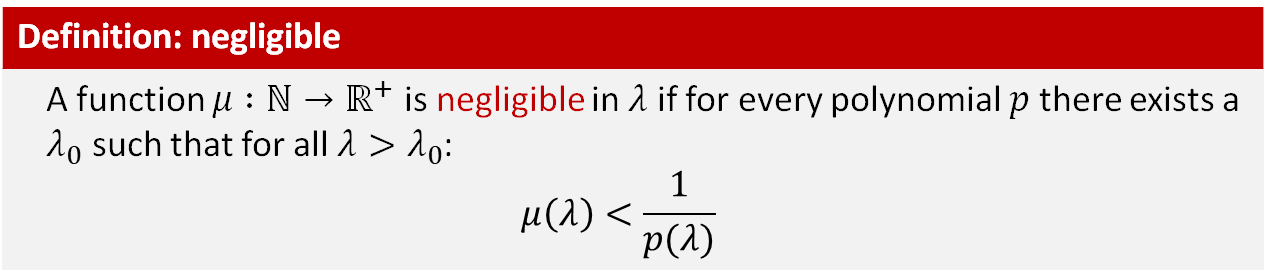 Definition: negligible
A function μ : ℕ → ℝ⁺ is negligible in λ if for every polynomial p there exists a
λ₀ such that for all λ > λ₀:
μ(λ) < 1/p(λ)